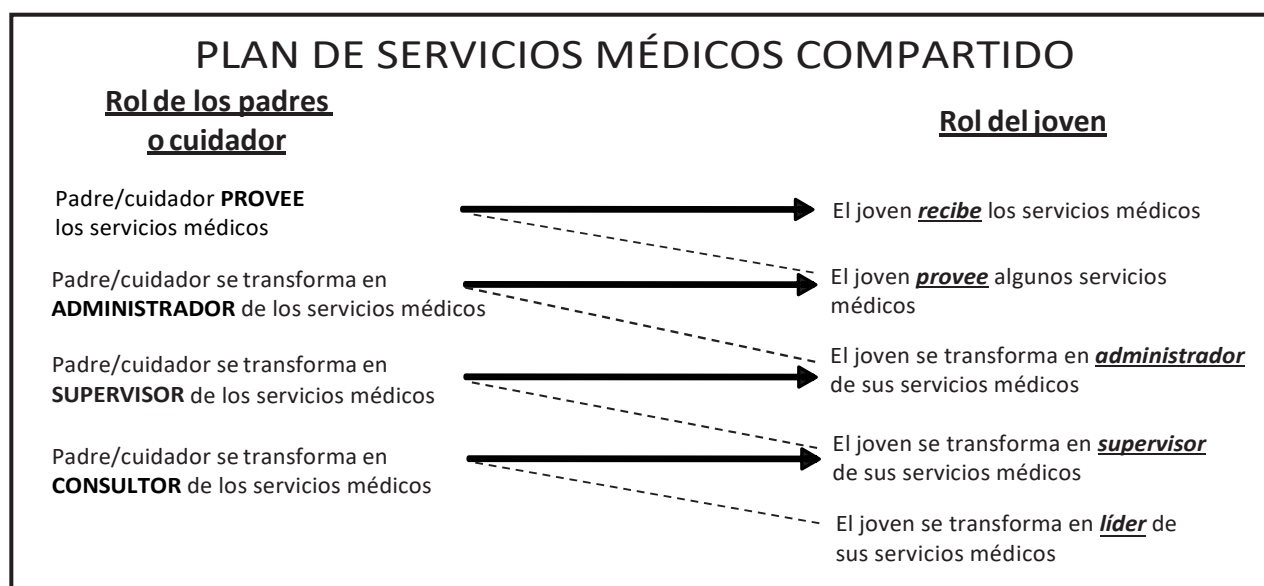 PLAN DE SERVICIOS MÉDICOS COMPARTIDO
Rol de los padres
o cuidador
Padre/cuidador PROVEE
los servicios médicos
Padre/cuidador se transforma en
ADMINISTRADOR de los servicios médicos
Padre/cuidador se transforma en
SUPERVISOR de los servicios médicos
Padre/cuidador se transforma en
CONSULTOR de los servicios médicos
Rol del joven
El joven recibe los servicios médicos
El joven provee algunos servicios
médicos
El joven se transforma en administrador
de sus servicios médicos
El joven se transforma en supervisor
de sus servicios médicos
El joven se transforma en líder de
sus servicios médicos